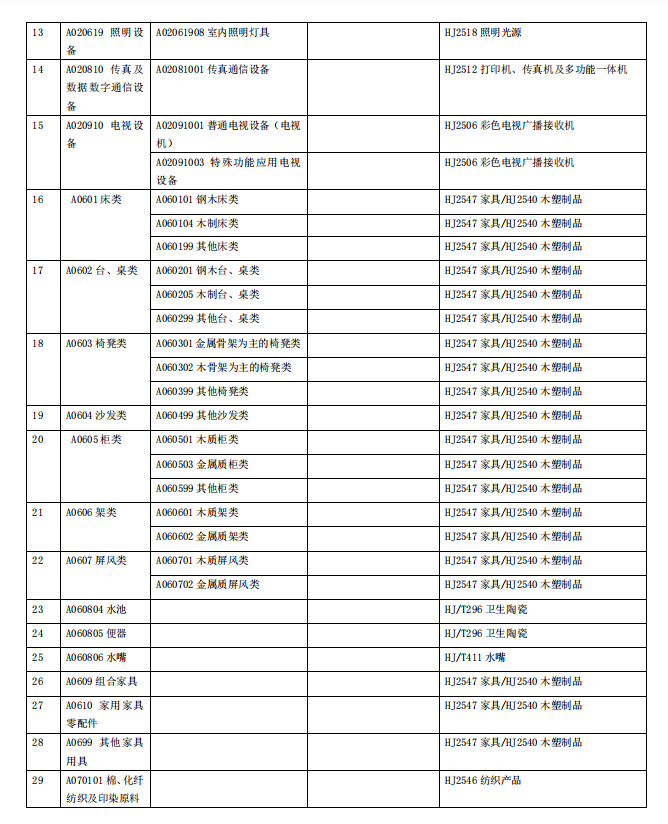 13 A020619 照明设 A02061908 室内照明灯具 HJ2518 照明光源
备
14 A020810 传真及 A02081001 传真通信设备 HJ2512 打印机、传真机及多功能一体机
数据数字通信设
备
15 A020910 电视设 A02091001 普通电视设备（电视 HJ2506 彩色电视广播接收机
备 机）
A02091003 特殊功能应用电视 HJ2506 彩色电视广播接收机
设备
16 A0601 床类 A060101 钢木床类 HJ2547 家具/HJ2540 木塑制品
A060104 木制床类 HJ2547 家具/HJ2540 木塑制品
A060199 其他床类 HJ2547 家具/HJ2540 木塑制品
17 A0602 台、桌类 A060201 钢木台、桌类 HJ2547 家具/HJ2540 木塑制品
A060205 木制台、桌类 HJ2547 家具/HJ2540 木塑制品
A060299 其他台、桌类 HJ2547 家具/HJ2540 木塑制品
18 A0603 椅凳类 A060301 金属骨架为主的椅凳类 HJ2547 家具/HJ2540 木塑制品
A060302 木骨架为主的椅凳类 HJ2547 家具/HJ2540 木塑制品
A060399 其他椅凳类 HJ2547 家具/HJ2540 木塑制品
19 A0604 沙发类 A060499 其他沙发类 HJ2547 家具/HJ2540 木塑制品
20 A0605 柜类 A060501 木质柜类 HJ2547 家具/HJ2540 木塑制品
A060503 金属质柜类 HJ2547 家具/HJ2540 木塑制品
A060599 其他柜类 HJ2547 家具/HJ2540 木塑制品
21 A0606 架类 A060601 木质架类 HJ2547 家具/HJ2540 木塑制品
A060602 金属质架类 HJ2547 家具/HJ2540 木塑制品
22 A0607 屏风类 A060701 木质屏风类 HJ2547 家具/HJ2540 木塑制品
A060702 金属质屏风类 HJ2547 家具/HJ2540 木塑制品
23 A060804 水池 HJ/T296 卫生陶瓷
24 A060805 便器 HJ/T296 卫生陶瓷
25 A060806 水嘴 HJ/T411 水嘴
26 A0609 组合家具 HJ2547 家具/HJ2540 木塑制品
27 A0610 家用家具 HJ2547 家具/HJ2540 木塑制品
零配件
28 A0699 其他家具 HJ2547 家具/HJ2540 木塑制品
用具
29 A070101 棉、化纤 HJ2546 纺织产品
纺织及印染原料